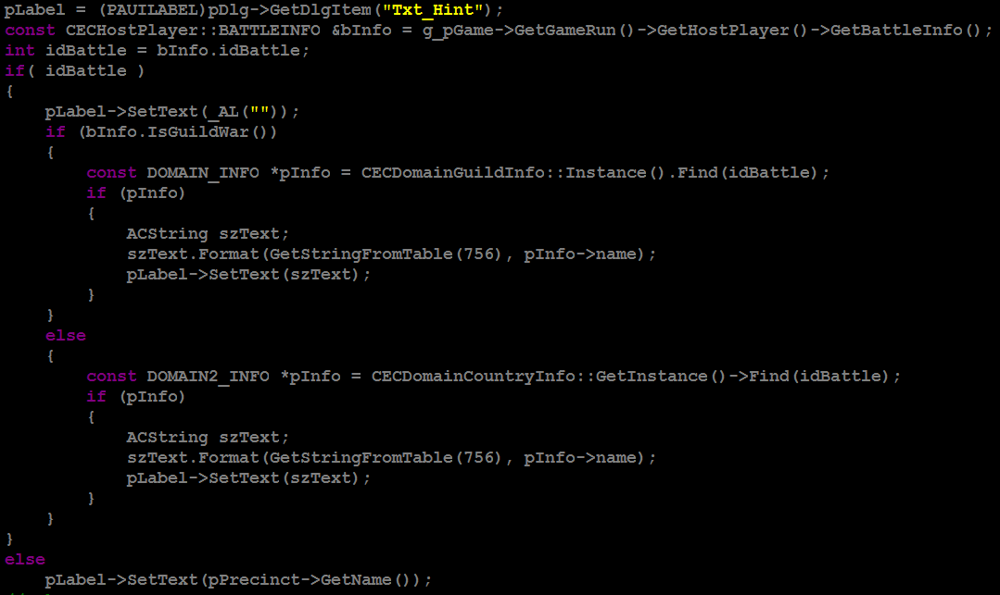 pLabel = (PAUILABEL)pDlg->GetDlgItem("Txt_Hint");
const CECHostPlayer::BATTLEINFO &bInfo = g_pGame->GetGameRun()->GetHostPlayer()->GetBattleInfo();
int idBattle = bInfo.idBattle;
if( idBattle )
{
    pLabel->SetText(_AL(""));
    if (bInfo.IsGuildWar())
    {
        const DOMAIN_INFO *pInfo = CECDomainGuildInfo::Instance().Find(idBattle);
        if (pInfo)
        {
            ACString szText;
            szText.Format(GetStringFromTable(756), pInfo->name);
            pLabel->SetText(szText);
        }
    }
    else
    {
        const DOMAIN2_INFO *pInfo = CECDomainCountryInfo::GetInstance()->Find(idBattle);
        if (pInfo)
        {
            ACString szText;
            szText.Format(GetStringFromTable(756), pInfo->name);
            pLabel->SetText(szText);
        }
    }
}
else
    pLabel->SetText(pPrecinct->GetName());